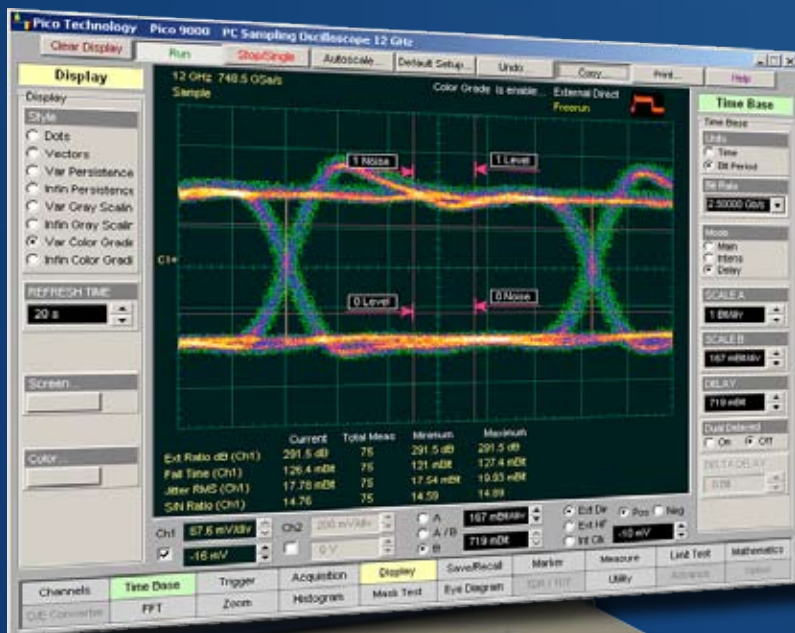 Pico Technology Pico 9000 PC Sampling Oscilloscope 12 GHz
Clear Display Run Stop/Single Autoscale... Default Setup... Undo Copy... Print... Help
Display
Display
Style
Dots
Vectors
Var Persistence
Infin Persistence
Var Gray Scalin
Infin Gray Scalin
Var Color Gradi
Infin Color Gradi
REFRESH TIME
20 s
Screen...
Color...
12 GHz 748.5 GSa/s
Sample
Color Grade is enable...
External Direct
Freerun
1 Noise 1 Level
C1+
0 Level 0 Noise
Current Total Meas Minimum Maximum
Ext Ratio dB (Ch1) 291.5 dB 75 291.5 dB 291.5 dB
Fall Time (Ch1) 126.4 mBit 75 121 mBit 127.4 mBit
Jitter RMS (Ch1) 17.78 mBit 75 17.54 mBit 19.93 mBit
S/N Ratio (Ch1) 14.76 75 14.59 14.89
Time Base
Time Base
Units
Time
Bit Period
Bit Rate
2.50000 Gb/s
Mode
Main
Intens
Delay
SCALE A
1 Bit/div
SCALE B
167 mBit/div
DELAY
719 mBit
Dual Delayed
On Off
DELTA DELAY
0 Bit
Ch1 67.6 mV/div Ch2 200 mV/div A 167 mBit/div Ext Dir Pos Neg
A / B Ext HF -10 mV
-16 mV 0 V B 719 mBit Int Clk
Channels Time Base Trigger Acquisition Display Save/Recall Marker Measure Limit Test Mathematics
O/E Converter FFT Zoom Histogram Mask Test Eye Diagram TDR / TDT Utility Advance